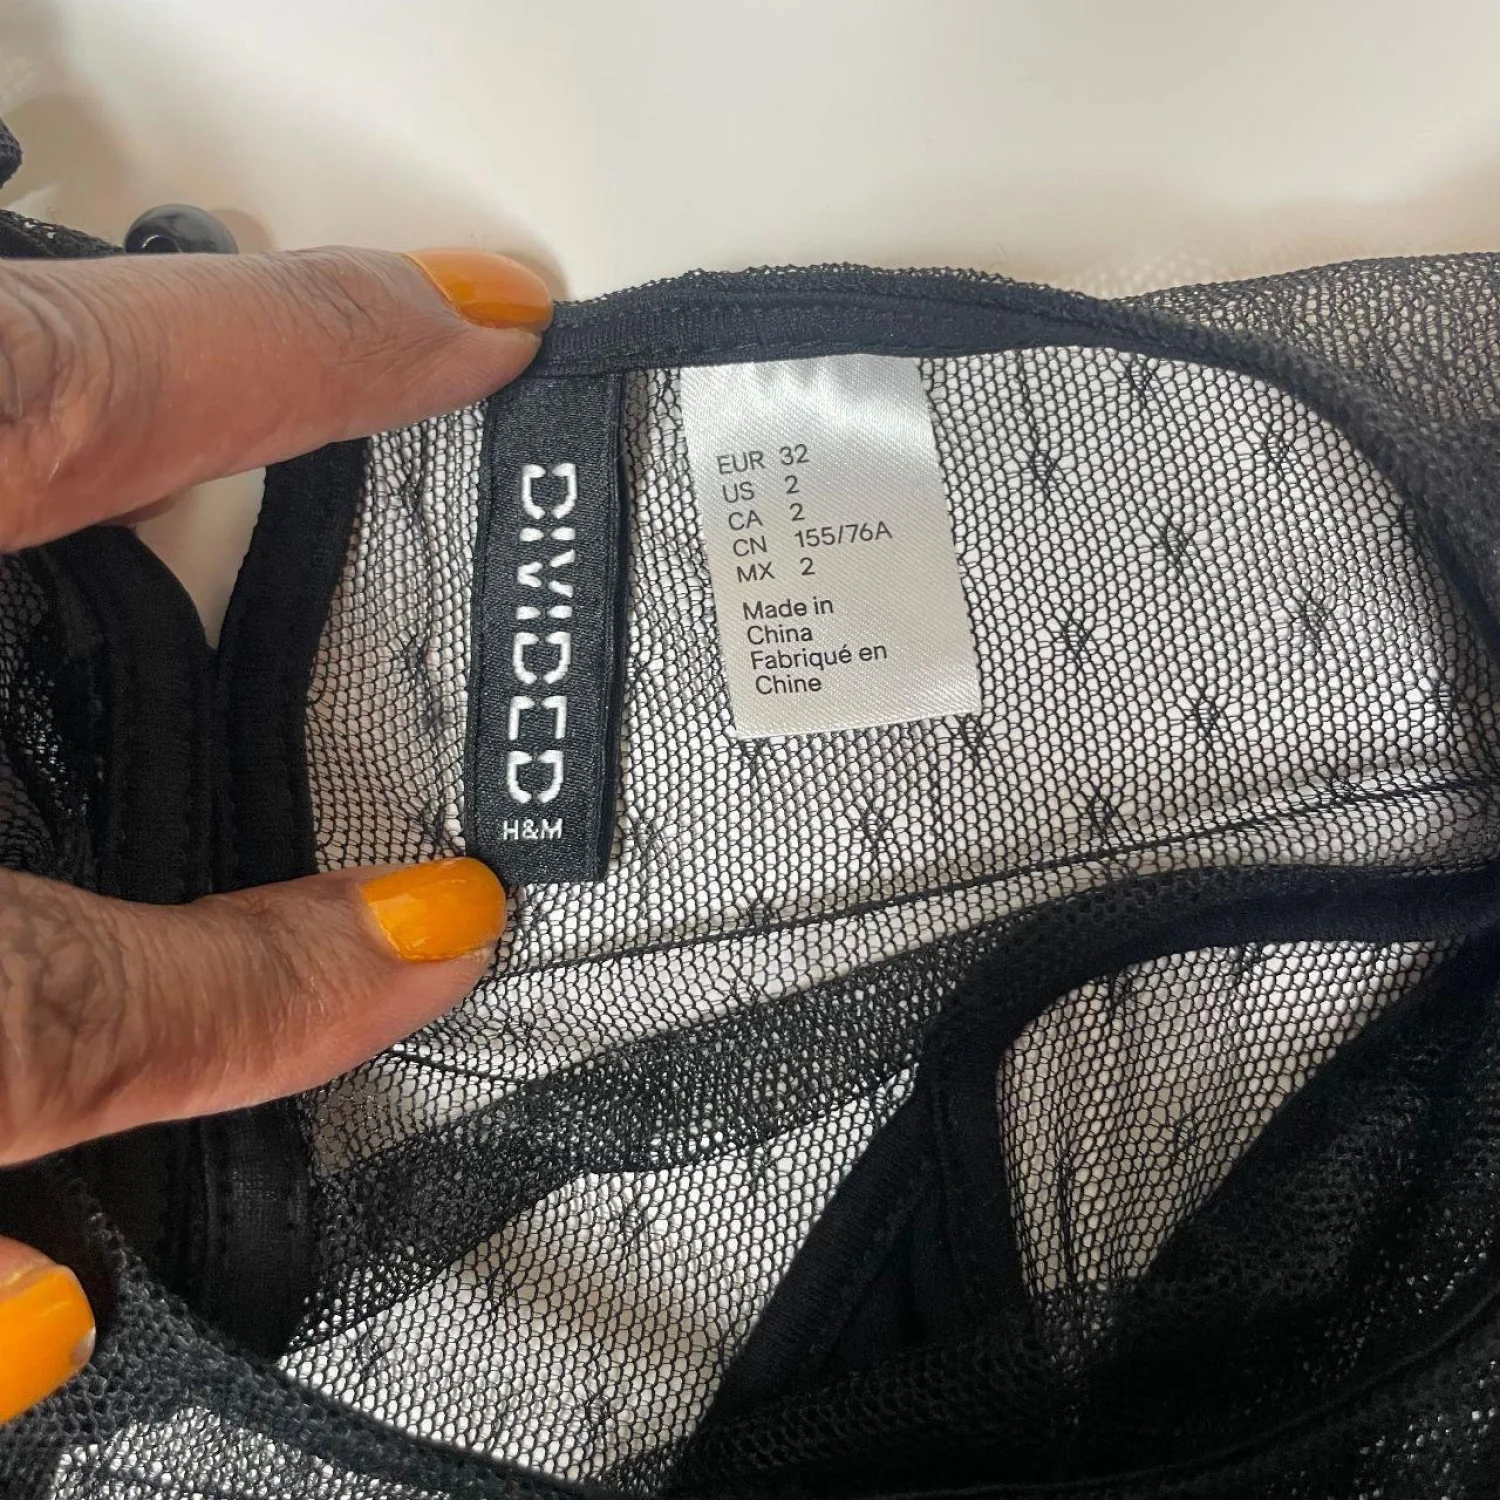 DIVIDED
H&M
EUR 32
US 2
CA 2
CN 155/76A
MX 2
Made in
China
Fabriqué en
Chine